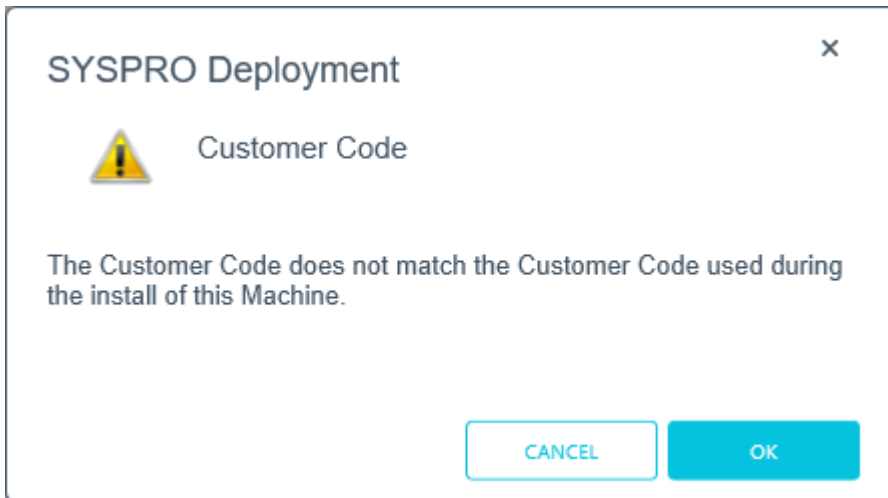 SYSPRO Deployment
Customer Code
The Customer Code does not match the Customer Code used during
the install of this Machine.
CANCEL
OK